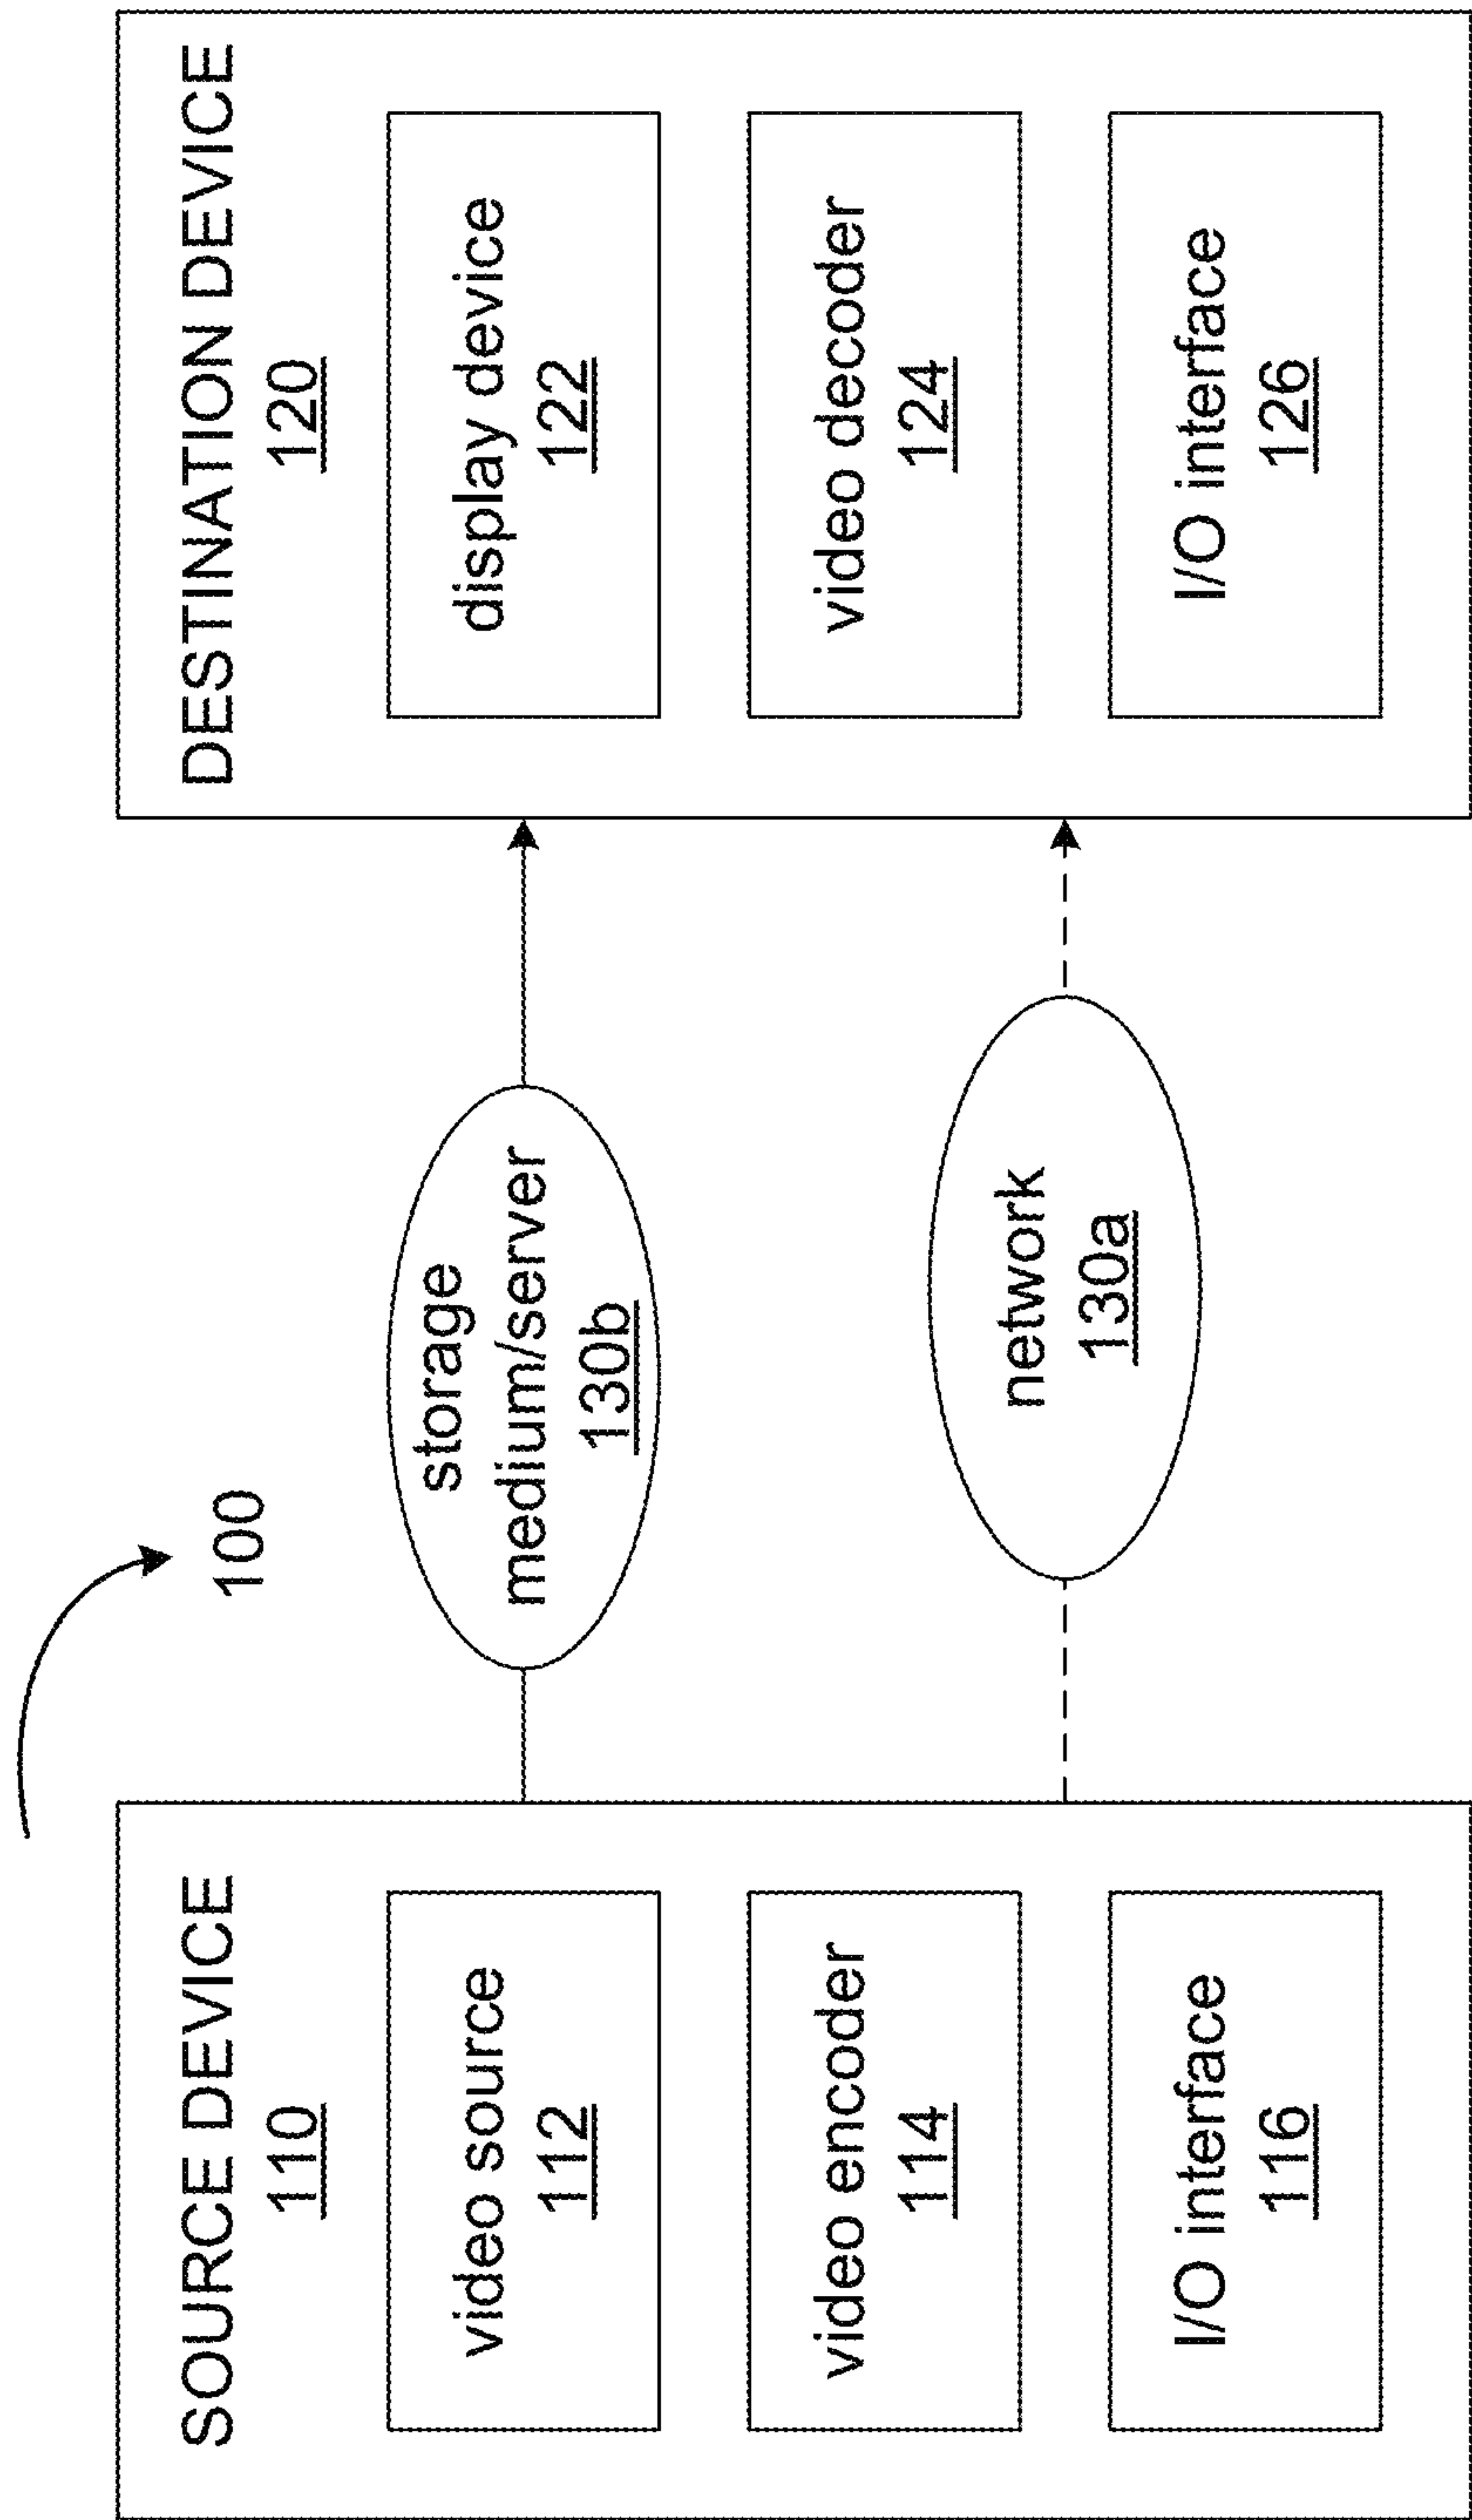 100
SOURCE DEVICE
110
video source
112
video encoder
114
I/O interface
116
storage
medium/server
130b
network
130a
DESTINATION DEVICE
120
display device
122
video decoder
124
I/O interface
126